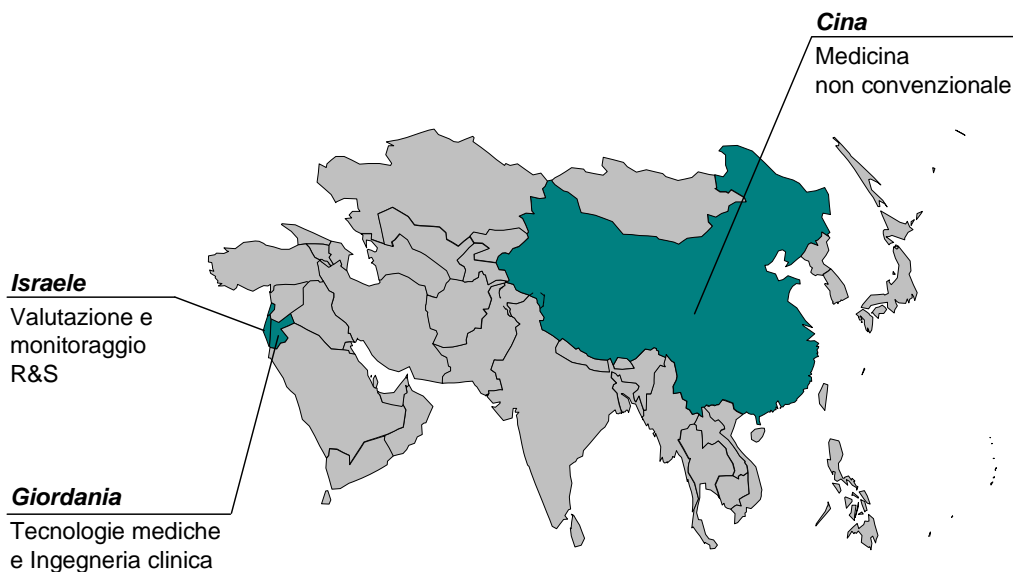 Cina
Medicina
non convenzionale
Israele
Valutazione e
monitoraggio
R&S
Giordania
Tecnologie mediche
e Ingegneria clinica